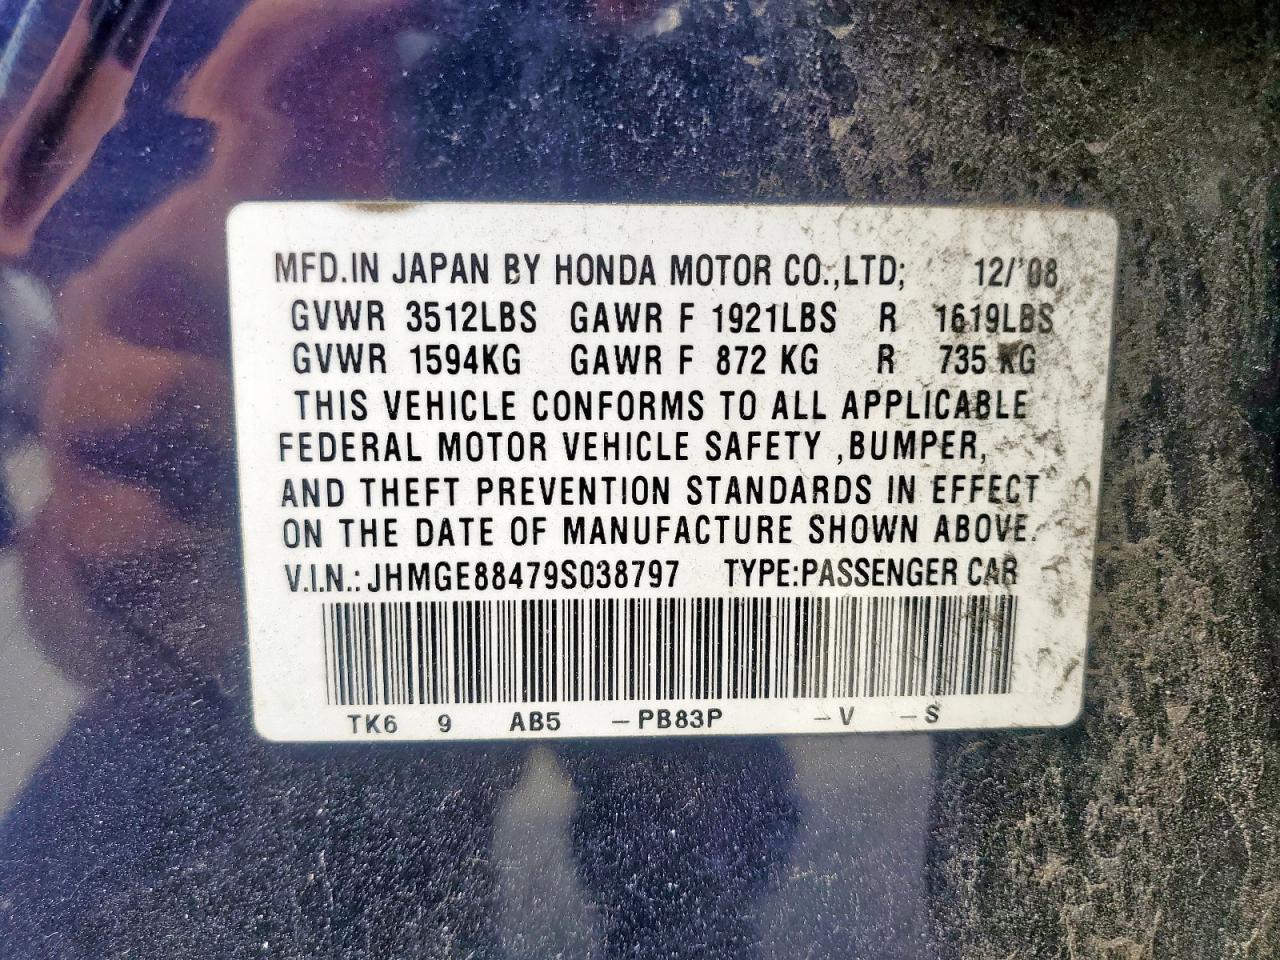 MFD.IN JAPAN BY HONDA MOTOR CO.,LTD; 12/'08
GVWR 3512LBS GAWR F 1921LBS R 1619LBS
GVWR 1594KG GAWR F 872 KG R 735 KG
THIS VEHICLE CONFORMS TO ALL APPLICABLE
FEDERAL MOTOR VEHICLE SAFETY ,BUMPER,
AND THEFT PREVENTION STANDARDS IN EFFECT
ON THE DATE OF MANUFACTURE SHOWN ABOVE.
V.I.N.: JHMGE88479S038797 TYPE:PASSENGER CAR
TK6 9 AB5 -PB83P -V -S